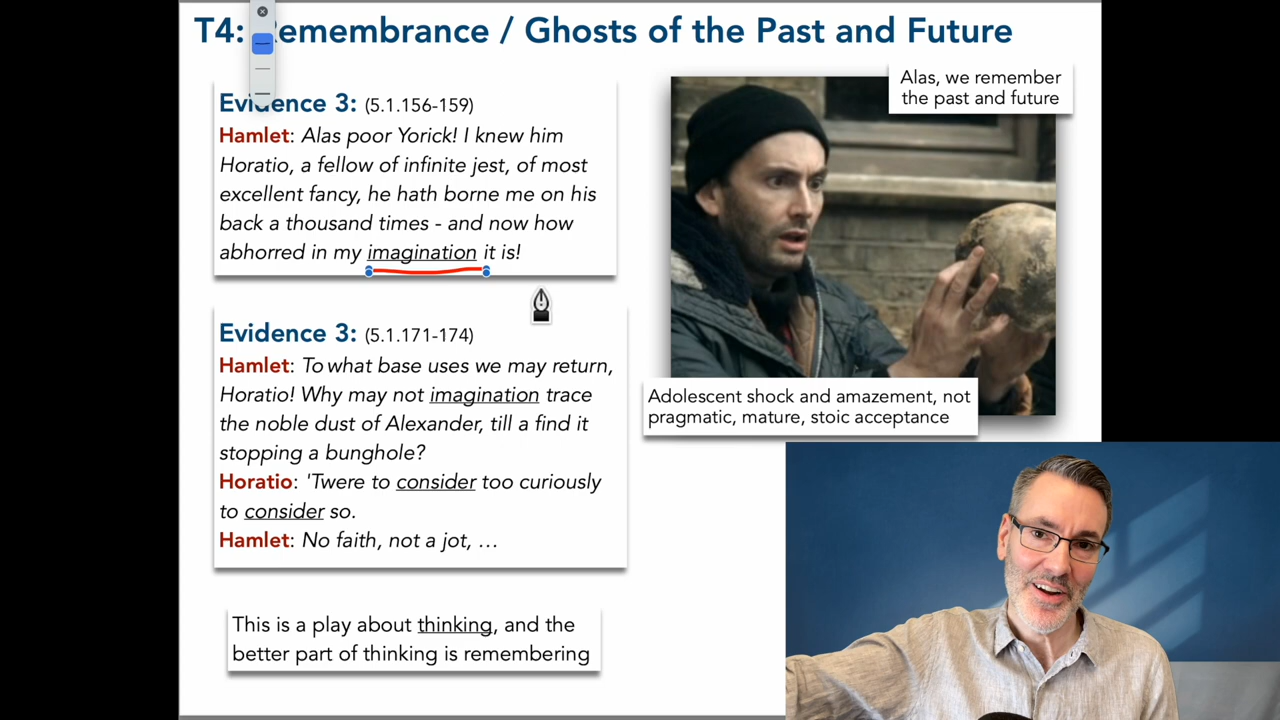 T4: Remembrance / Ghosts of the Past and Future
Evidence 3: (5.1.156-159)
Hamlet: Alas poor Yorick! I knew him
Horatio, a fellow of infinite jest, of most
excellent fancy, he hath borne me on his
back a thousand times - and now how
abhorred in my imagination it is!
Evidence 3: (5.1.171-174)
Hamlet: To what base uses we may return,
Horatio! Why may not imagination trace
the noble dust of Alexander, till a find it
stopping a bunghole?
Horatio: 'Twere to consider too curiously
to consider so.
Hamlet: No faith, not a jot, …
This is a play about thinking, and the
better part of thinking is remembering
Alas, we remember
the past and future
Adolescent shock and amazement, not
pragmatic, mature, stoic acceptance